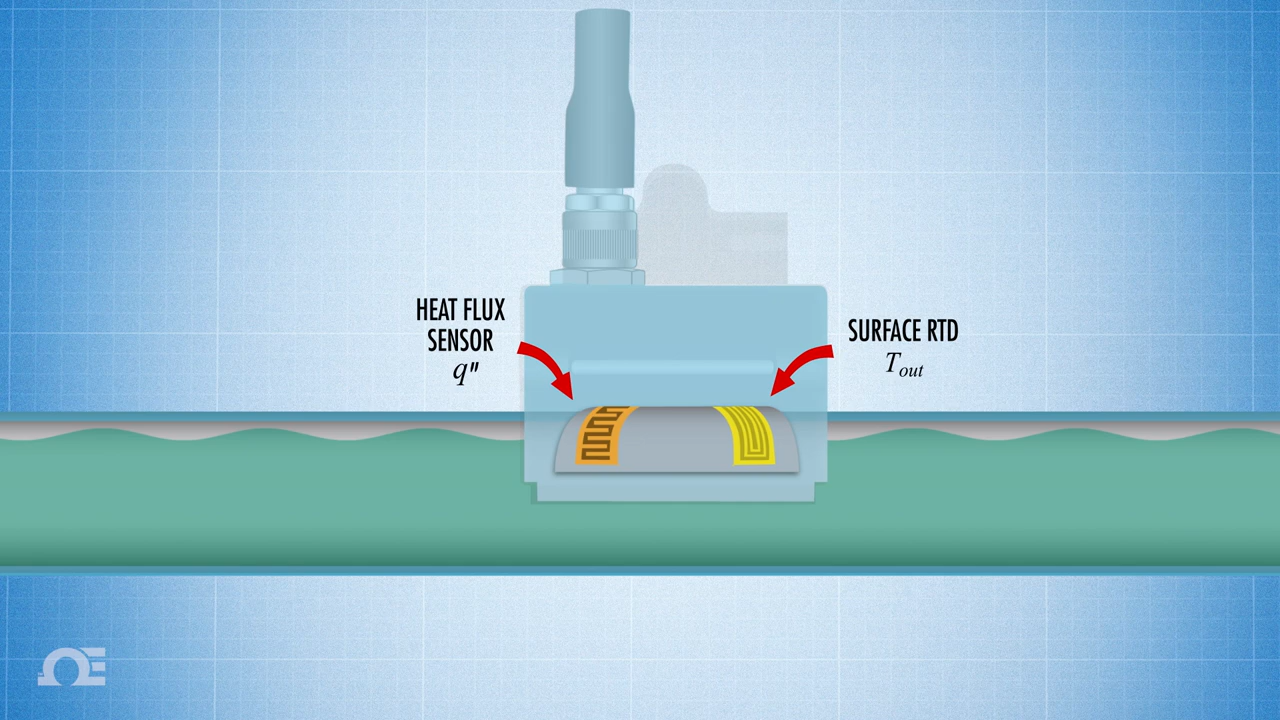 HEAT FLUX
SENSOR
q"
SURFACE RTD
Tout